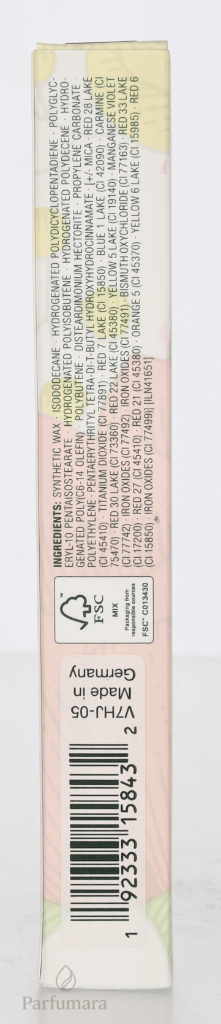 INGREDIENTS: SYNTHETIC WAX · ISODODECANE · HYDROGENATED POLYDICYCLOPENTADIENE · POLYGLYC-
ERYL-10 PENTAISOSTEARATE · HYDROGENATED POLYISOBUTENE · HYDROGENATED POLYDECENE · HYDRO-
GENATED POLY(C6-14 OLEFIN) · POLYBUTENE · DISTEARDIMONIUM HECTORITE · PROPYLENE CARBONATE ·
POLYETHYLENE · PENTAERYTHRITYL TETRA-DI-T-BUTYL HYDROXYHYDROCINNAMATE · [+/- MICA · RED 28 LAKE
(CI 45410) · TITANIUM DIOXIDE (CI 77891) · RED 7 LAKE (CI 15850) · BLUE 1 LAKE (CI 42090) · CARMINE (CI
75470) · RED 30 LAKE (CI 73360) · RED 22 LAKE (CI 45380) · YELLOW 5 LAKE (CI 19140) · MANGANESE VIOLET
(CI 77742) · IRON OXIDES (CI 77492) · IRON OXIDES (CI 77491) · BISMUTH OXYCHLORIDE (CI 77163) · RED 33 LAKE
(CI 17200) · RED 27 (CI 45410) · RED 21 (CI 45380) · ORANGE 5 (CI 45370) · YELLOW 6 LAKE (CI 15985) · RED 6
(CI 15850) · IRON OXIDES (CI 77499)] [ILN41651]
FSC
MIX
Packaging from
responsible sources
FSC™ C013430
V7HJ-05
Made in
Germany
1 92333 15843 2
Parfumara